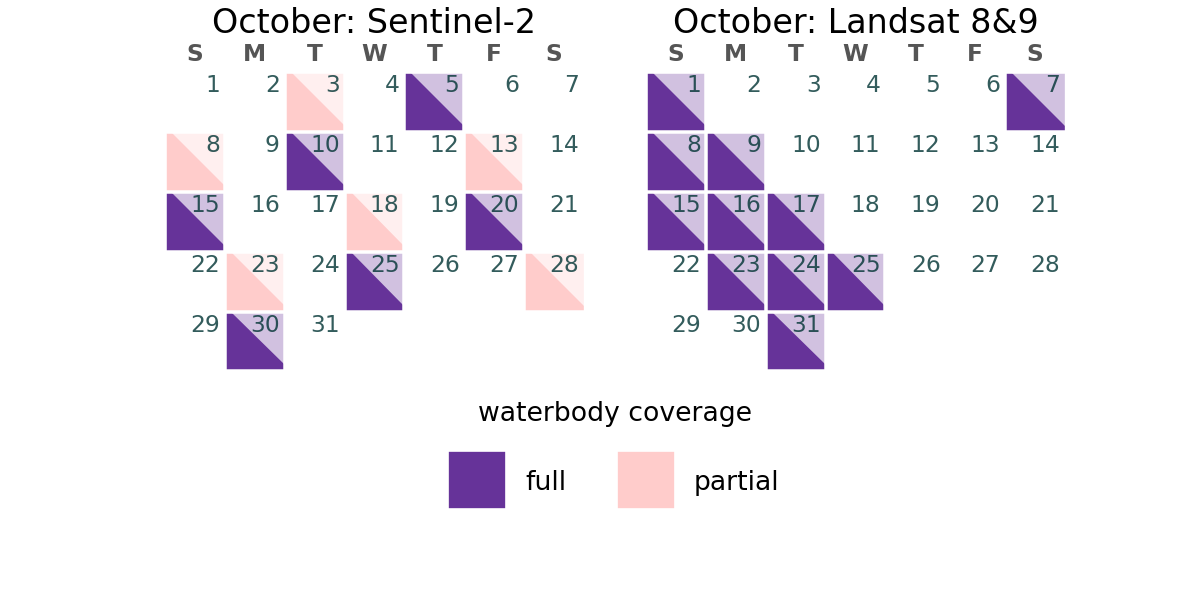 October: Sentinel-2
S M T W T F S
1 2 3 4 5 6 7
8 9 10 11 12 13 14
15 16 17 18 19 20 21
22 23 24 25 26 27 28
29 30 31
October: Landsat 8&9
S M T W T F S
1 2 3 4 5 6 7
8 9 10 11 12 13 14
15 16 17 18 19 20 21
22 23 24 25 26 27 28
29 30 31
waterbody coverage
full
partial